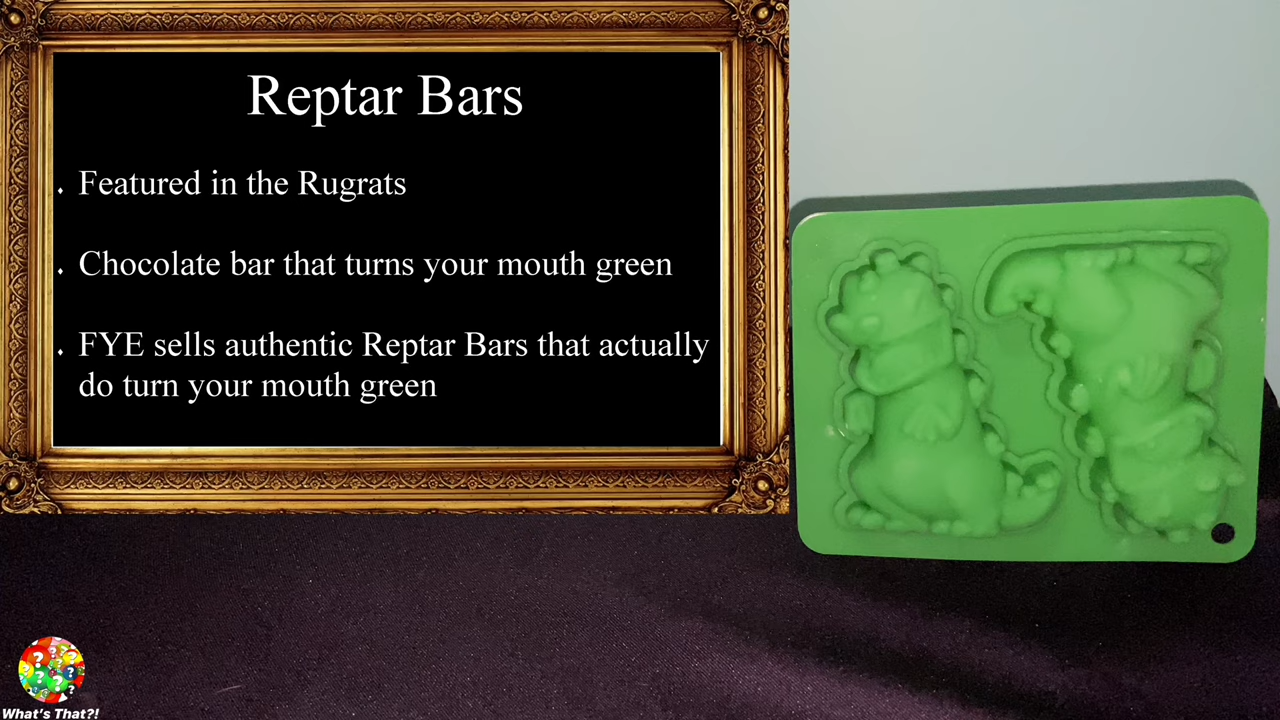 Reptar Bars
Featured in the Rugrats
Chocolate bar that turns your mouth green
FYE sells authentic Reptar Bars that actually
do turn your mouth green
What's That?!